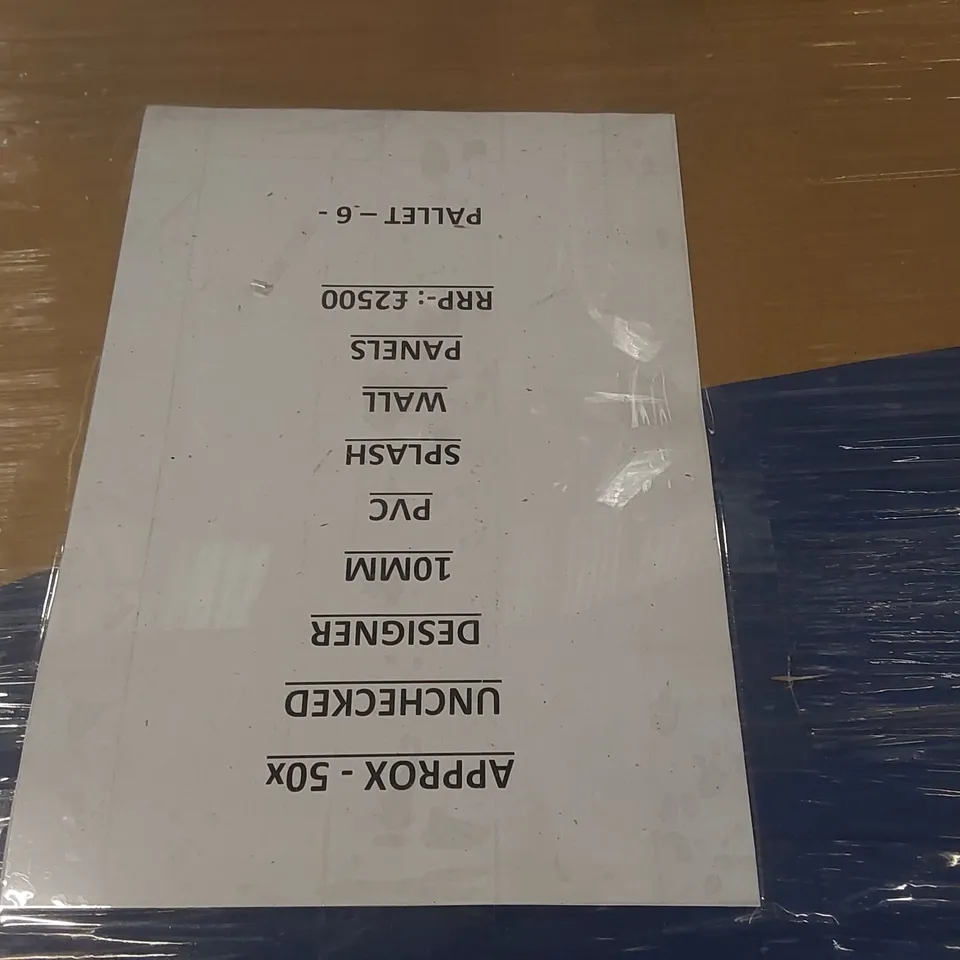 APPROX - 50x
UNCHECKED
DESIGNER
10MM
PVC
SPLASH
WALL
PANELS
RRP-: £2500
PALLET – 6 -